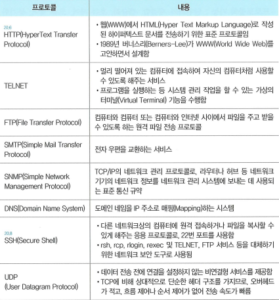 프로토콜
내용
HTTP(HyperText Transfer
Protocol)
• 웹(WWW)에서 HTML(Hyper Text Markup Language)로 작성
된 하이퍼텍스트 문서를 전송하기 위한 표준 프로토콜임
• 1989년 버너스리(Berners-Lee)가 WWW(World Wide Web)를
고안하면서 설계함
TELNET
• 멀리 떨어져 있는 컴퓨터에 접속하여 자신의 컴퓨터처럼 사용할
수 있도록 해주는 서비스
• 프로그램을 실행하는 등 시스템 관리 작업을 할 수 있는 가상의
터미널(Virtual Terminal) 기능을 수행함
FTP(File Transfer Protocol)
컴퓨터와 컴퓨터 또는 컴퓨터와 인터넷 사이에서 파일을 주고 받을
수 있도록 하는 원격 파일 전송 프로토콜
SMTP(Simple Mail Transfer
Protocol)
전자 우편을 교환하는 서비스
SNMP(Simple Network
Management Protocol)
TCP/IP의 네트워크 관리 프로토콜로, 라우터나 허브 등 네트워크
기기의 네트워크 정보를 네트워크 관리 시스템에 보내는 데 사용되
는 표준 통신 규약
DNS(Domain Name System)
도메인 네임을 IP 주소로 매핑(Mapping)하는 시스템
SSH(Secure Shell)
• 다른 네트워크상의 컴퓨터에 원격 접속하거나 파일을 복사할 수
있게 해주는 응용 프로토콜로, 22번 포트를 사용함
• rsh, rcp, rlogin, rexec 및 TELNET, FTP 서비스 등을 대체하기
위한 네트워크 보안 도구로 사용됨
UDP
(User Datagram Protocol)
• 데이터 전송 전에 연결을 설정하지 않는 비연결형 서비스를 제공함
• TCP에 비해 상대적으로 단순한 헤더 구조를 가지므로, 오버헤드
가 적고, 흐름 제어나 순서 제어가 없어 전송 속도가 빠름